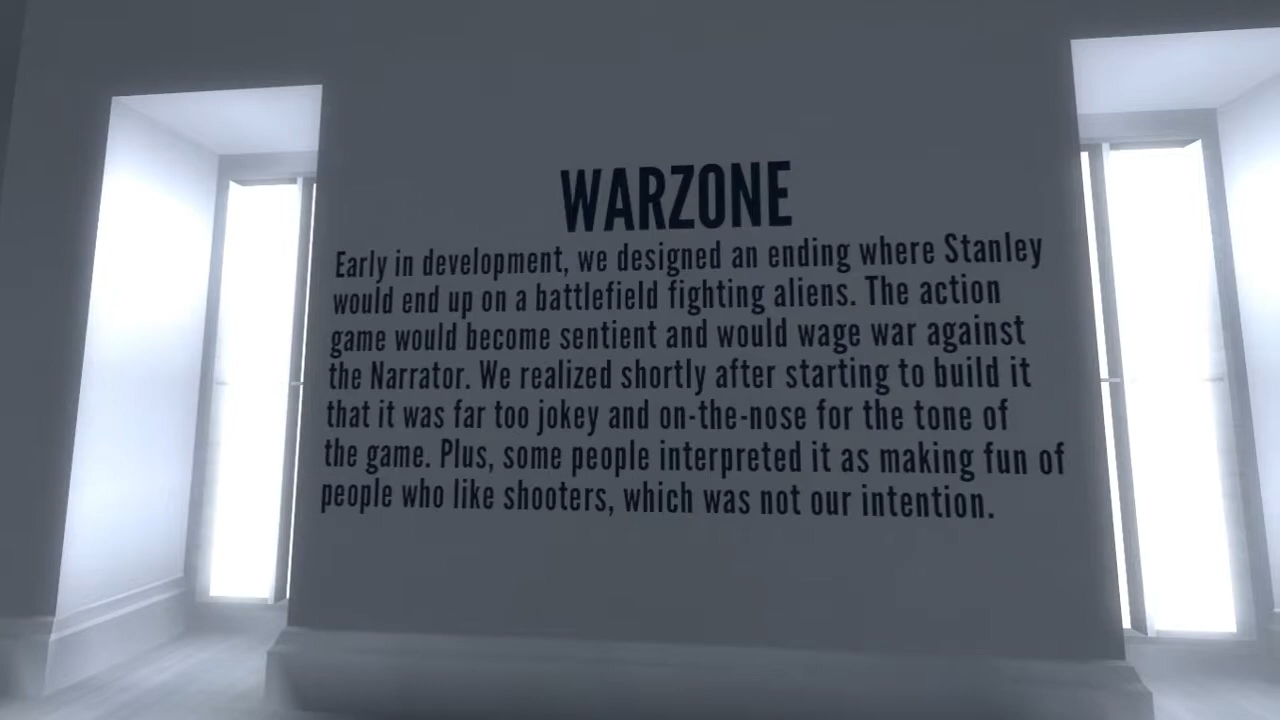 WARZONE
Early in development, we designed an ending where Stanley
would end up on a battlefield fighting aliens. The action
game would become sentient and would wage war against
the Narrator. We realized shortly after starting to build it
that it was far too jokey and on-the-nose for the tone of
the game. Plus, some people interpreted it as making fun of
people who like shooters, which was not our intention.